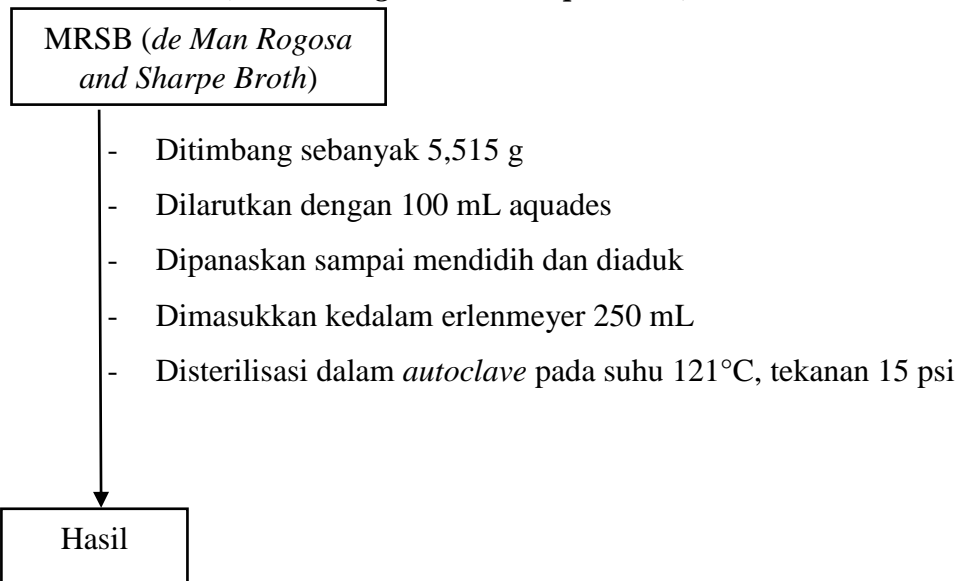 MRSB (de Man Rogosa
and Sharpe Broth)
- Ditimbang sebanyak 5,515 g
- Dilarutkan dengan 100 mL aquades
- Dipanaskan sampai mendidih dan diaduk
- Dimasukkan kedalam erlenmeyer 250 mL
- Disterilisasi dalam autoclave pada suhu 121°C, tekanan 15 psi
Hasil